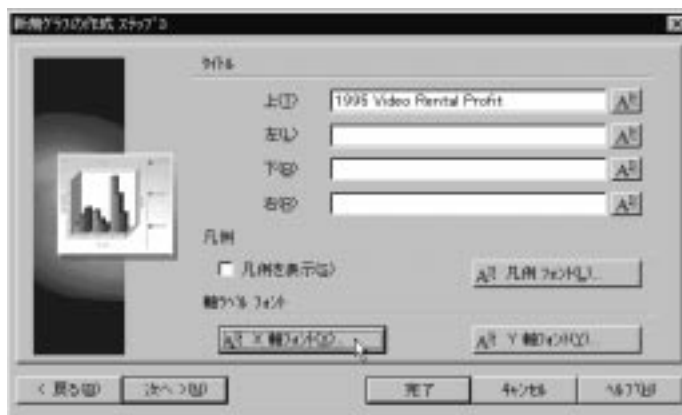 新規グラフの作成 ステップ3
タイトル
上(T) 1995 Video Rental Profit
左(L)
下(B)
右(R)
凡例
凡例を表示(S) 凡例 フォント(L)...
軸ラベル フォント
X 軸フォント(X)... Y 軸フォント(Y)...
< 戻る(B) 次へ >(N) 完了 キャンセル ヘルプ(H)